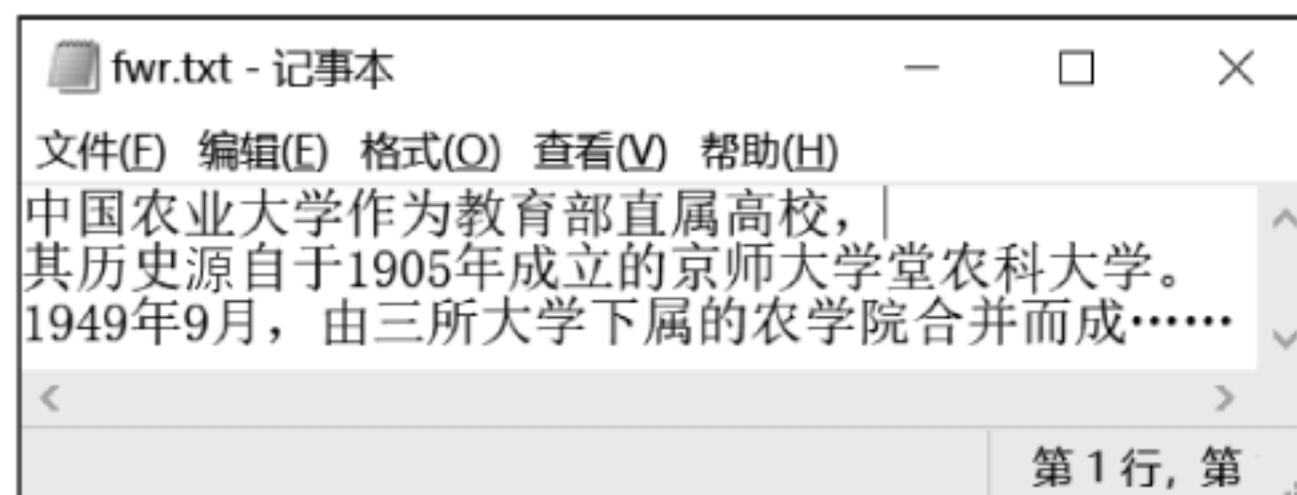 fwr.txt - 记事本
文件(F) 编辑(E) 格式(O) 查看(V) 帮助(H)
中国农业大学作为教育部直属高校，
其历史源自于1905年成立的京师大学堂农科大学。
1949年9月，由三所大学下属的农学院合并而成……
第1行, 第